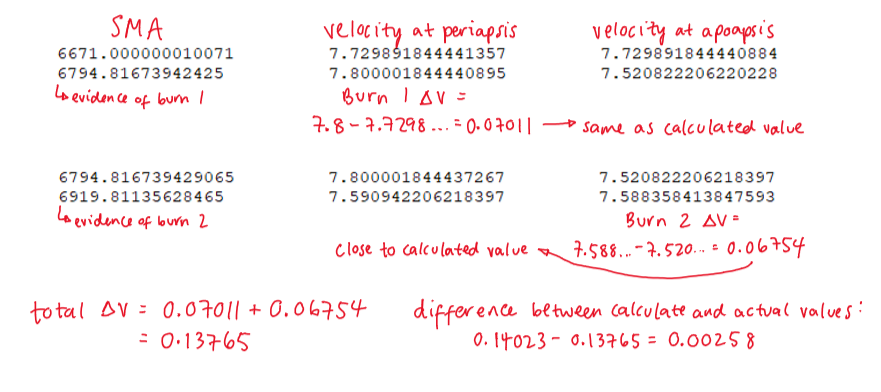 SMA velocity at periapsis velocity at apoapsis
6671.000000010071 7.729891844441357 7.729891844440884
6794.81673942425 7.800001844440895 7.520822206220228
↳ evidence of burn 1 Burn 1 ΔV =
7.8 - 7.7298... = 0.07011 → same as calculated value
6794.816739429065 7.800001844437267 7.520822206218397
6919.81135628465 7.590942206218397 7.588358413847593
↳ evidence of burn 2 Burn 2 ΔV =
close to calculated value ← 7.588... - 7.520... = 0.06754
total ΔV = 0.07011 + 0.06754 difference between calculate and actual values:
= 0.13765 0.14023 - 0.13765 = 0.00258